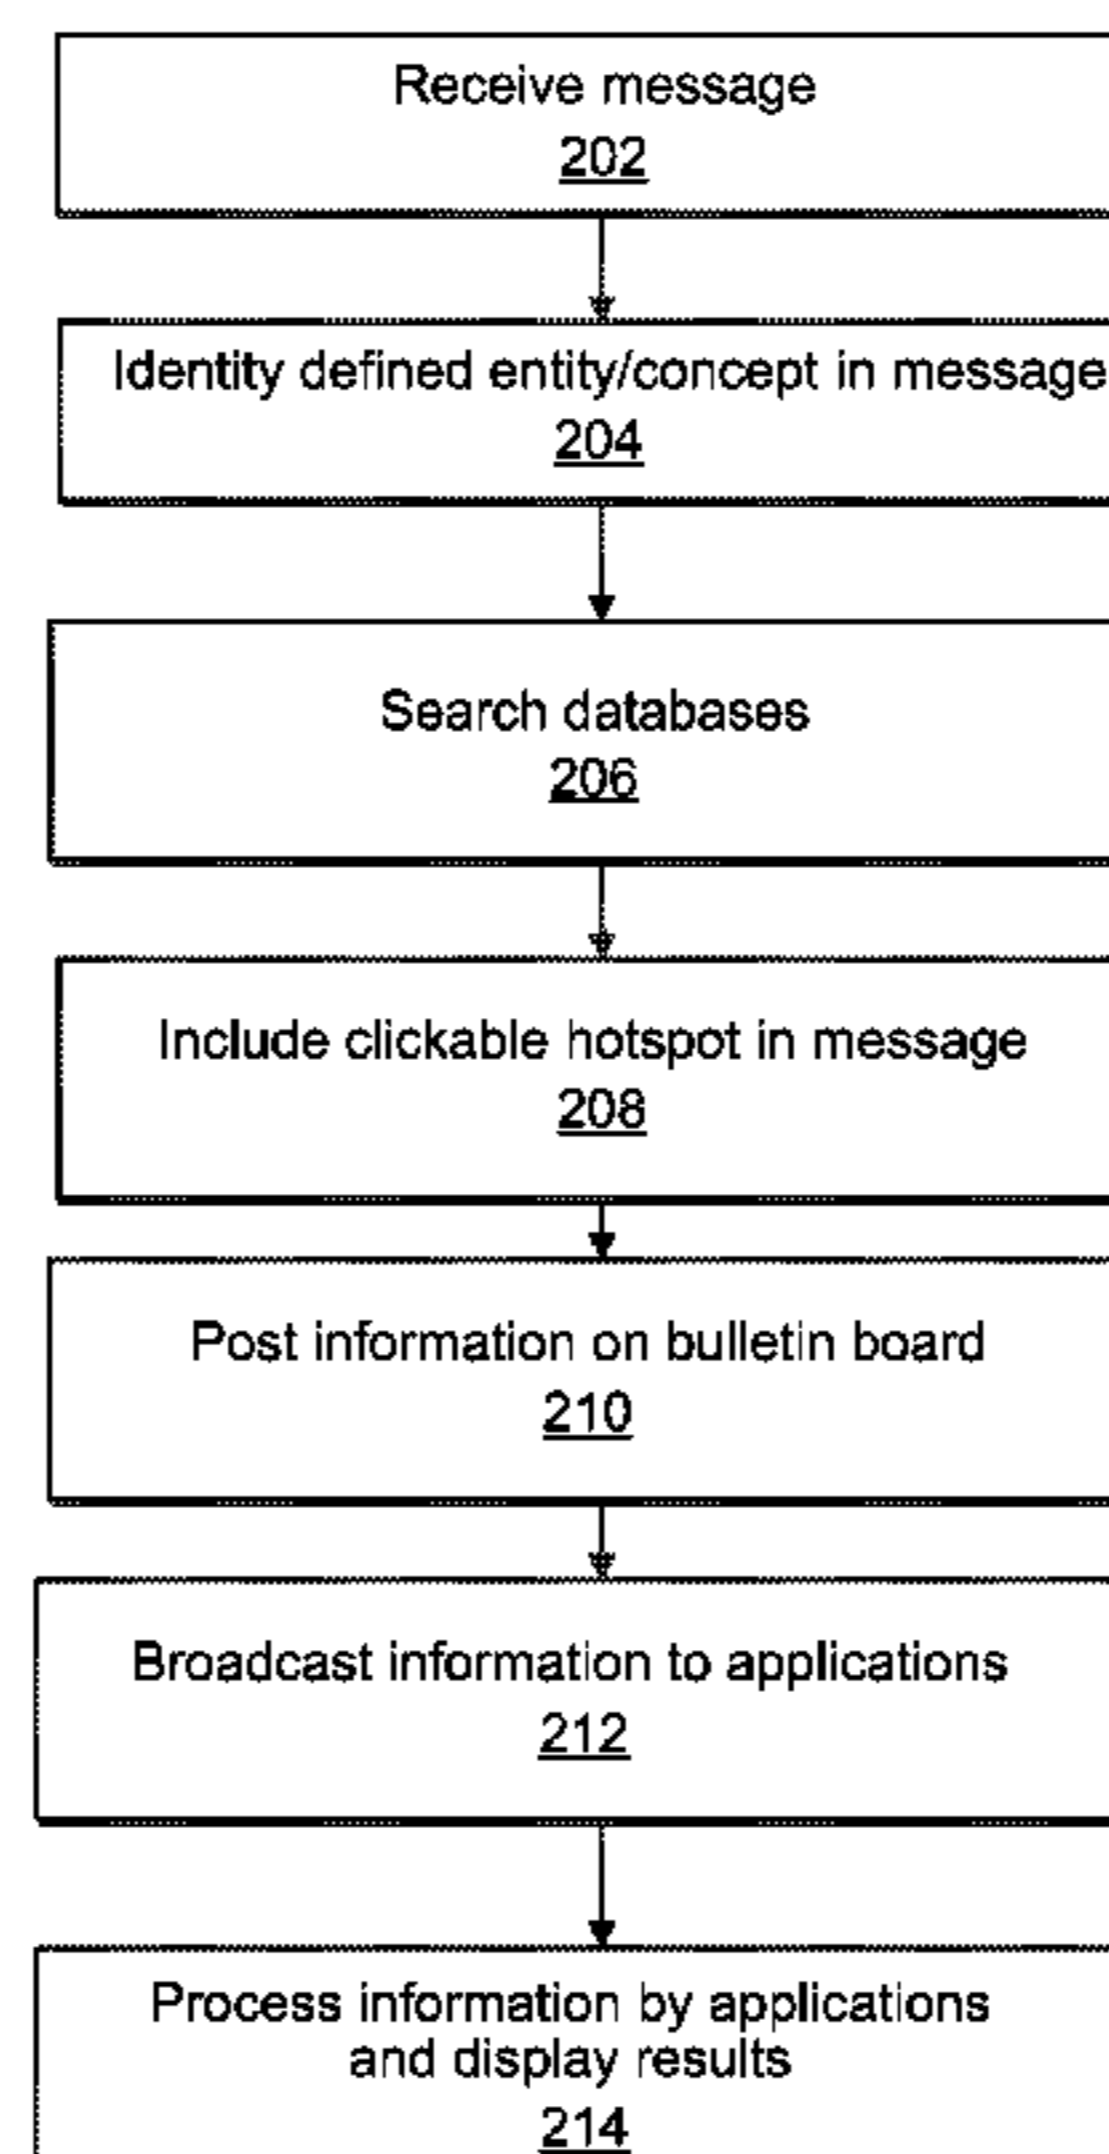 Receive message
202
Identity defined entity/concept in message
204
Search databases
206
Include clickable hotspot in message
208
Post information on bulletin board
210
Broadcast information to applications
212
Process information by applications
and display results
214